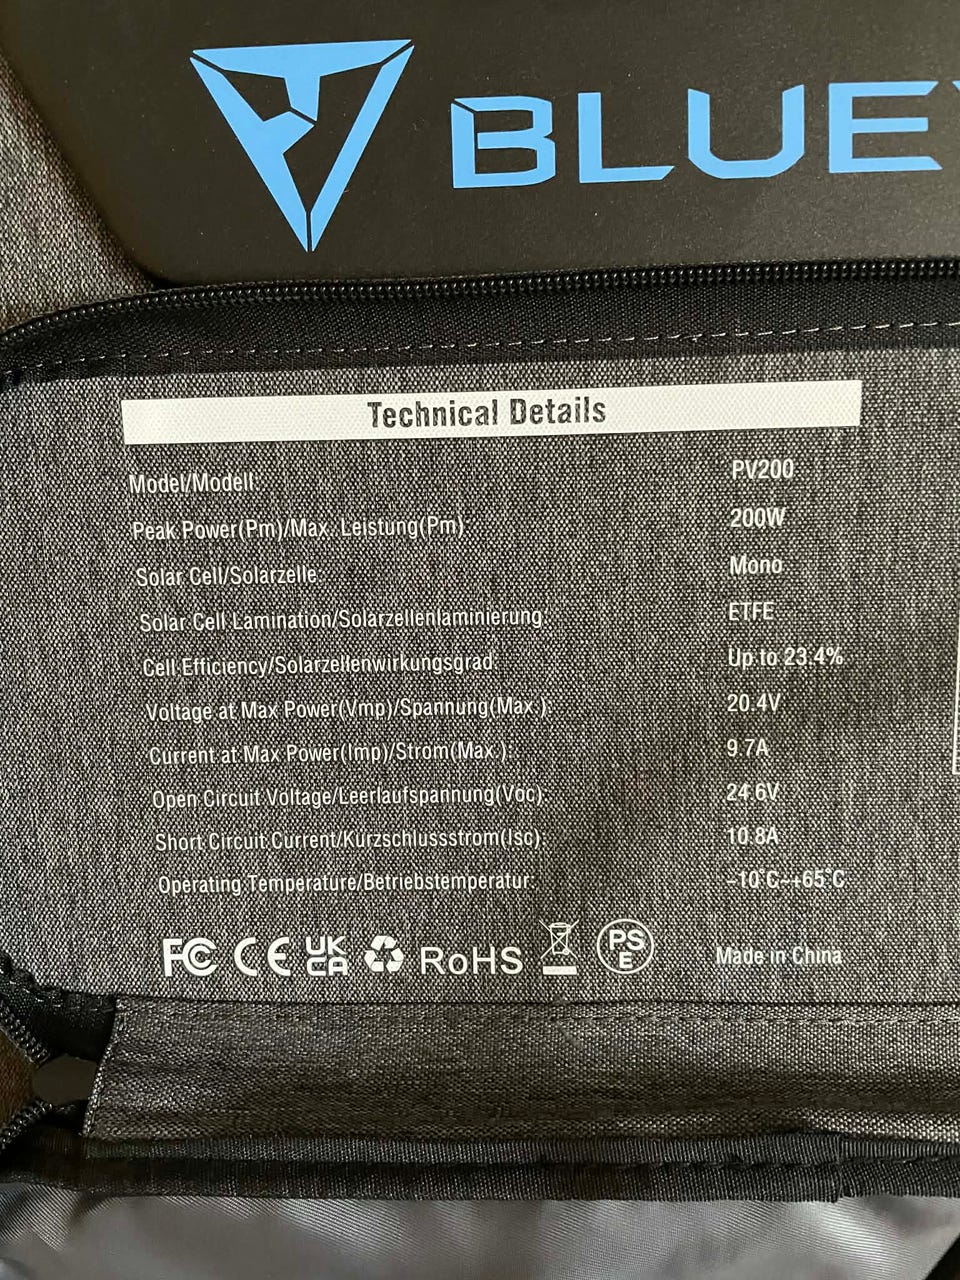 BLUE
Technical Details
Model/Modell: PV200
Peak Power(Pm)/Max. Leistung(Pm): 200W
Solar Cell/Solarzelle: Mono
Solar Cell Lamination/Solarzellenlaminierung: ETFE
Cell Efficiency/Solarzellenwirkungsgrad: Up to 23.4%
Voltage at Max Power(Vmp)/Spannung(Max.): 20.4V
Current at Max Power(Imp)/Strom(Max.): 9.7A
Open Circuit Voltage/Leerlaufspannung(Voc): 24.6V
Short Circuit Current/Kurzschlussstrom(Isc): 10.8A
Operating Temperature/Betriebstemperatur: -10°C~+65°C
FC CE UK CA RoHS PS E Made in China